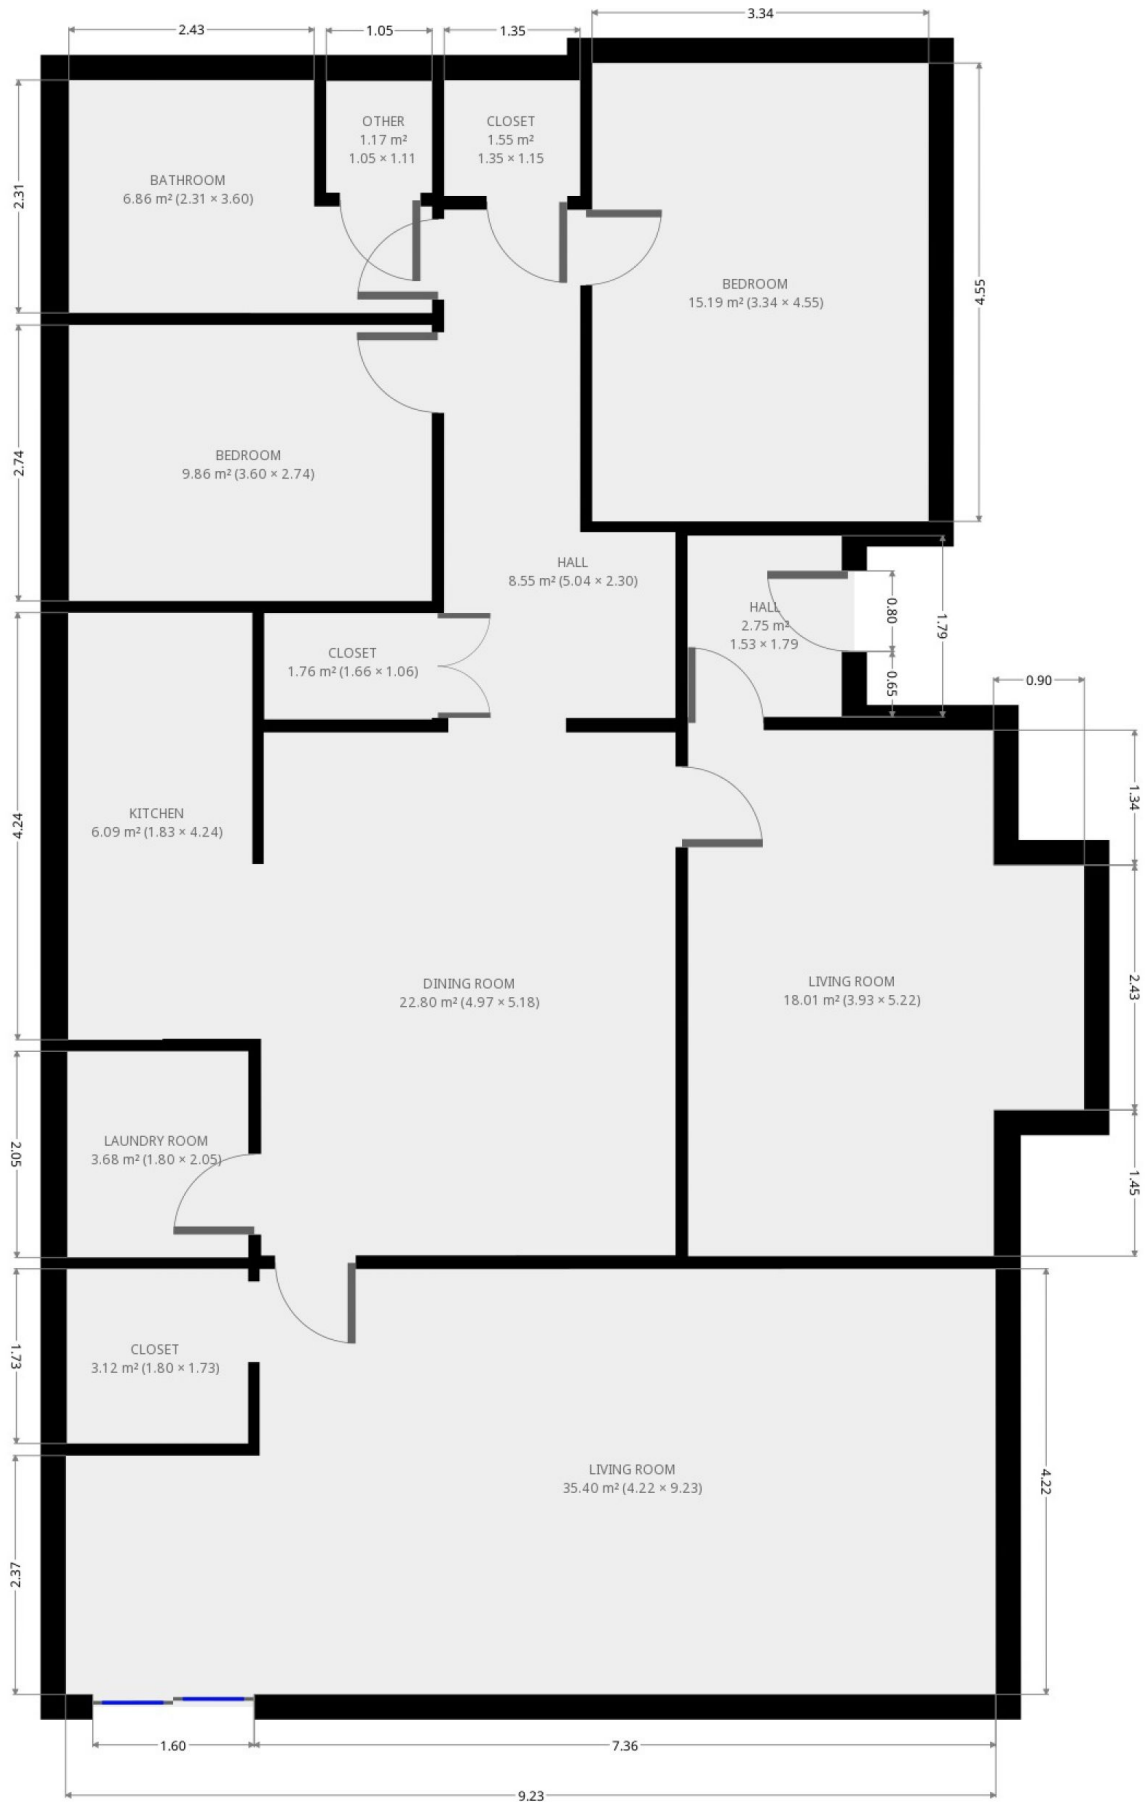 3.34
2.43
1.05
1.35
OTHER
1.17 m²
1.05 × 1.11
CLOSET
1.55 m²
1.35 × 1.15
BATHROOM
6.86 m² (2.31 × 3.60)
2.31
BEDROOM
15.19 m² (3.34 × 4.55)
4.55
BEDROOM
9.86 m² (3.60 × 2.74)
2.74
HALL
8.55 m² (5.04 × 2.30)
HALL
2.75 m²
1.53 × 1.79
0.80
1.79
0.65
CLOSET
1.76 m² (1.66 × 1.06)
0.90
KITCHEN
6.09 m² (1.83 × 4.24)
4.24
1.34
DINING ROOM
22.80 m² (4.97 × 5.18)
LIVING ROOM
18.01 m² (3.93 × 5.22)
2.43
LAUNDRY ROOM
3.68 m² (1.80 × 2.05)
2.05
1.45
CLOSET
3.12 m² (1.80 × 1.73)
1.73
LIVING ROOM
35.40 m² (4.22 × 9.23)
4.22
2.37
1.60
7.36
9.23